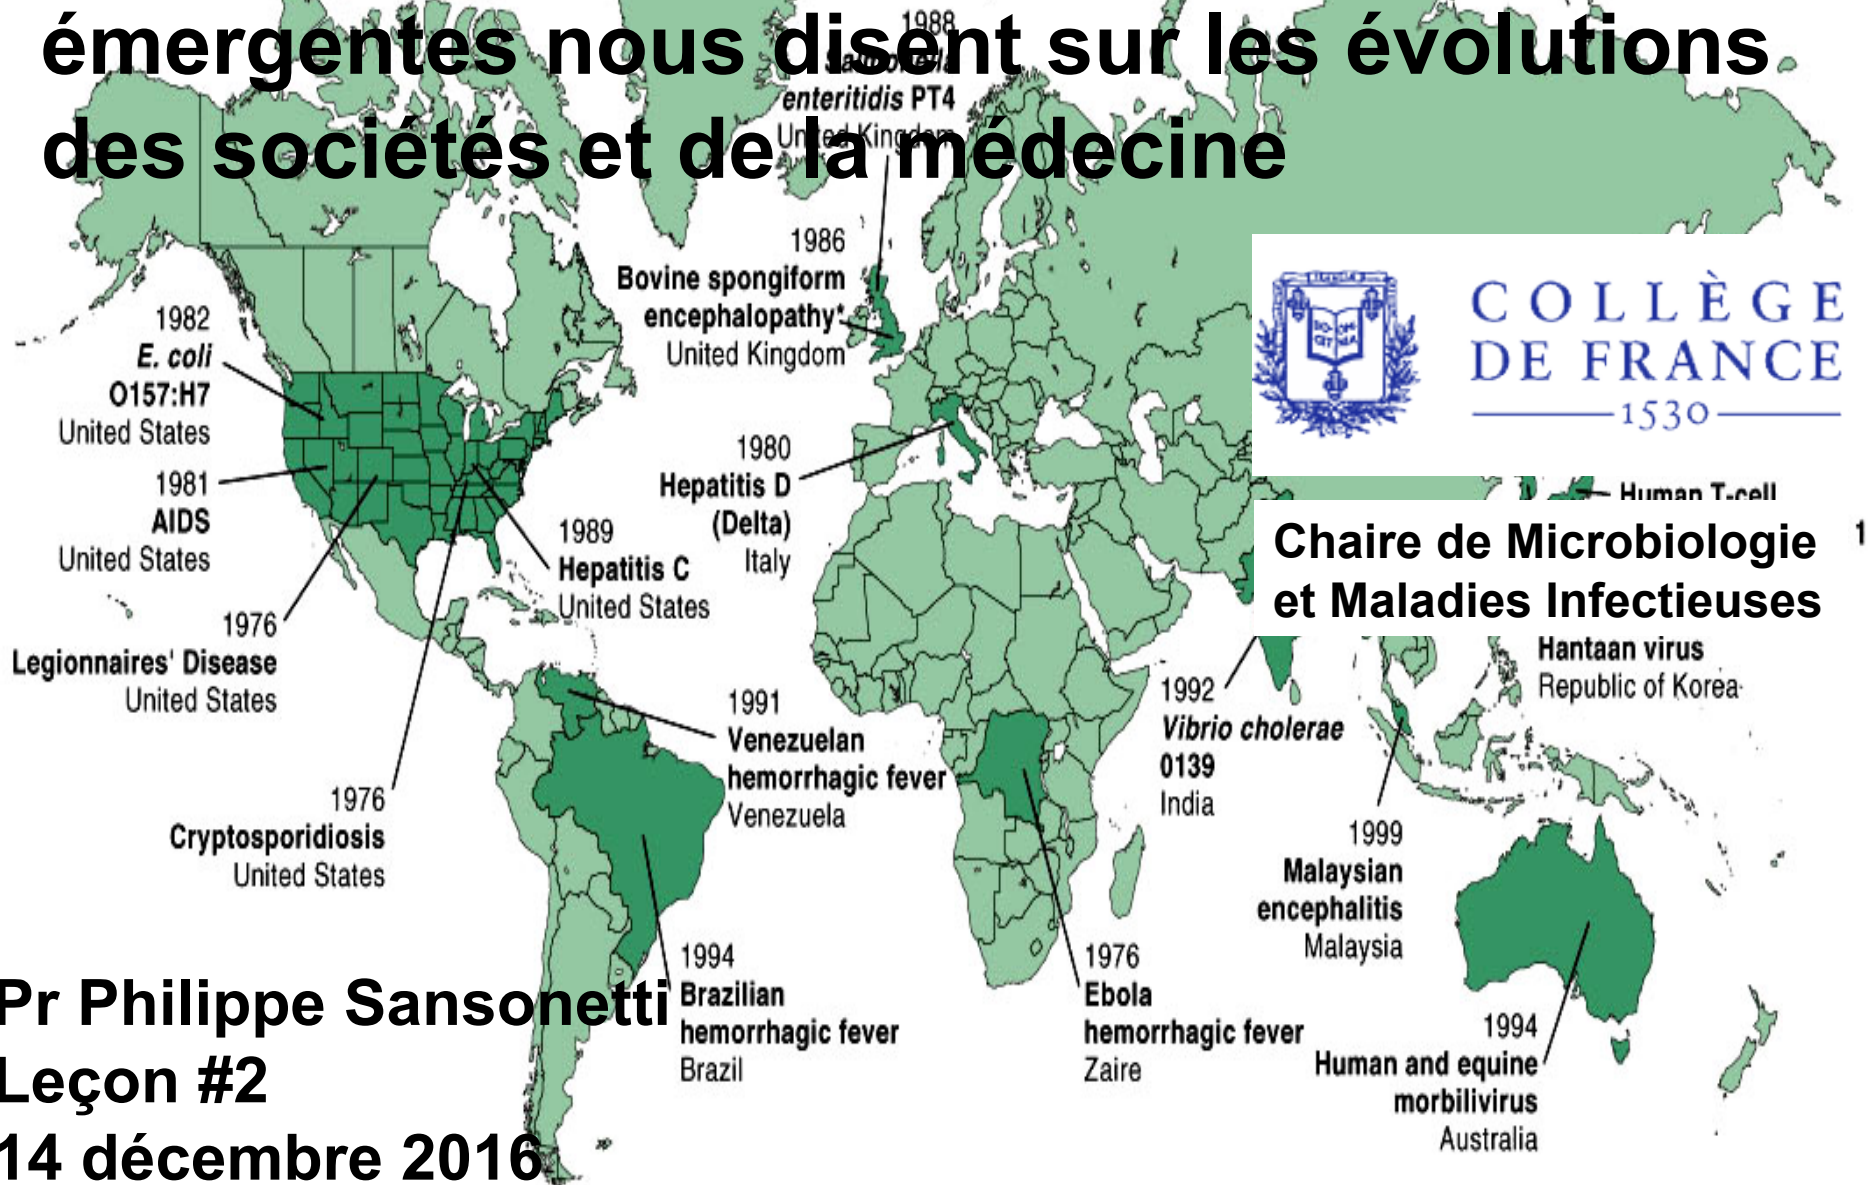 émergentes nous disent sur les évolutions
des sociétés et de la médecine
1988
Salmonella
enteritidis PT4
United Kingdom
1986
Bovine spongiform
encephalopathy*
United Kingdom
COLLÈGE
DE FRANCE
1530
1982
E. coli
O157:H7
United States
1981
AIDS
United States
1980
Hepatitis D
(Delta)
Italy
Human T-cell
Chaire de Microbiologie
et Maladies Infectieuses
1
1989
Hepatitis C
United States
1976
Legionnaires' Disease
United States
Hantaan virus
Republic of Korea
1991
Venezuelan
hemorrhagic fever
Venezuela
1992
Vibrio cholerae
0139
India
1976
Cryptosporidiosis
United States
1999
Malaysian
encephalitis
Malaysia
1994
Brazilian
hemorrhagic fever
Brazil
1976
Ebola
hemorrhagic fever
Zaire
1994
Human and equine
morbilivirus
Australia
Pr Philippe Sansonetti
Leçon #2
14 décembre 2016